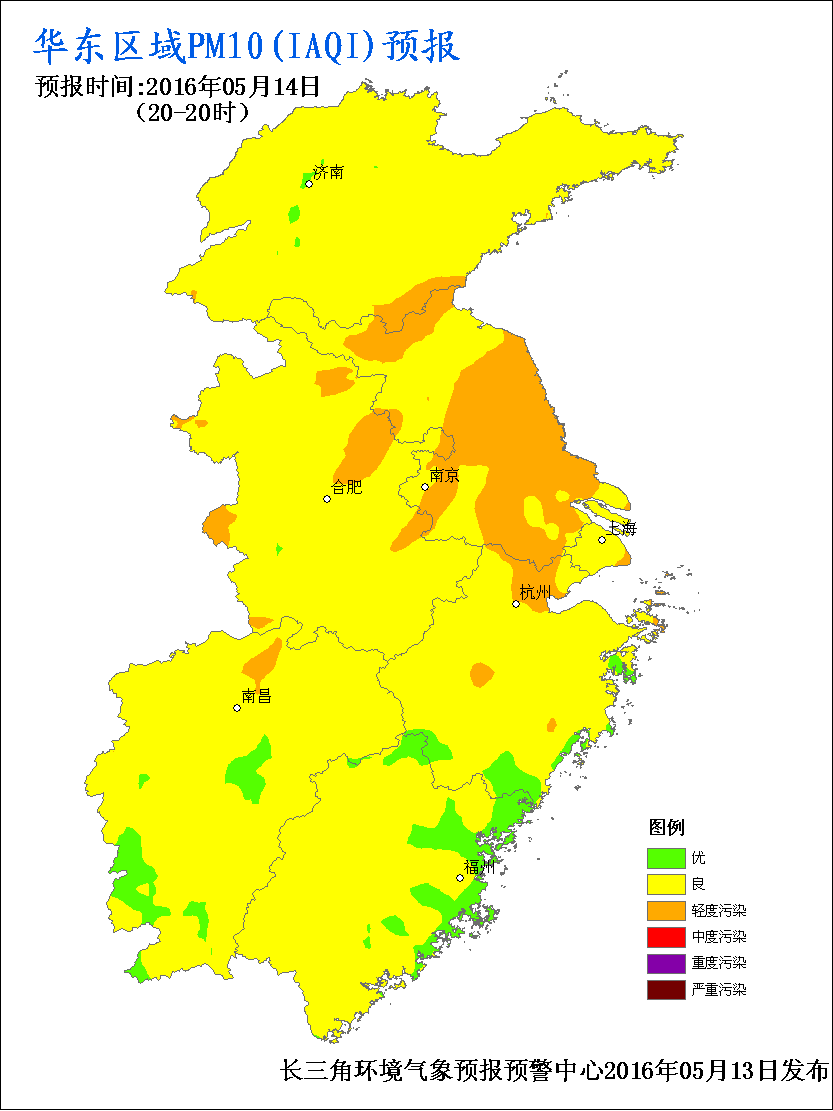 华东区域PM10(IAQI)预报
预报时间:2016年05月14日
(20-20时)
济南
南京
合肥
上海
杭州
南昌
福州
图例
优
良
轻度污染
中度污染
重度污染
严重污染
长三角环境气象预报预警中心2016年05月13日发布